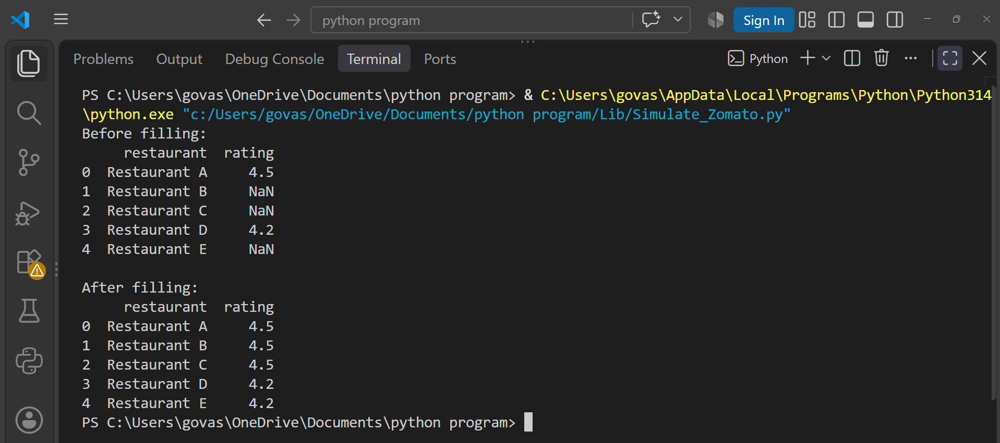 python program
Sign In
Problems Output Debug Console Terminal Ports Python
PS C:\Users\govas\OneDrive\Documents\python program> & C:\Users\govas\AppData\Local\Programs\Python\Python314
\python.exe "c:/Users/govas/OneDrive/Documents/python program/Lib/Simulate_Zomato.py"
Before filling:
     restaurant  rating
0  Restaurant A     4.5
1  Restaurant B     NaN
2  Restaurant C     NaN
3  Restaurant D     4.2
4  Restaurant E     NaN
After filling:
     restaurant  rating
0  Restaurant A     4.5
1  Restaurant B     4.5
2  Restaurant C     4.5
3  Restaurant D     4.2
4  Restaurant E     4.2
PS C:\Users\govas\OneDrive\Documents\python program>